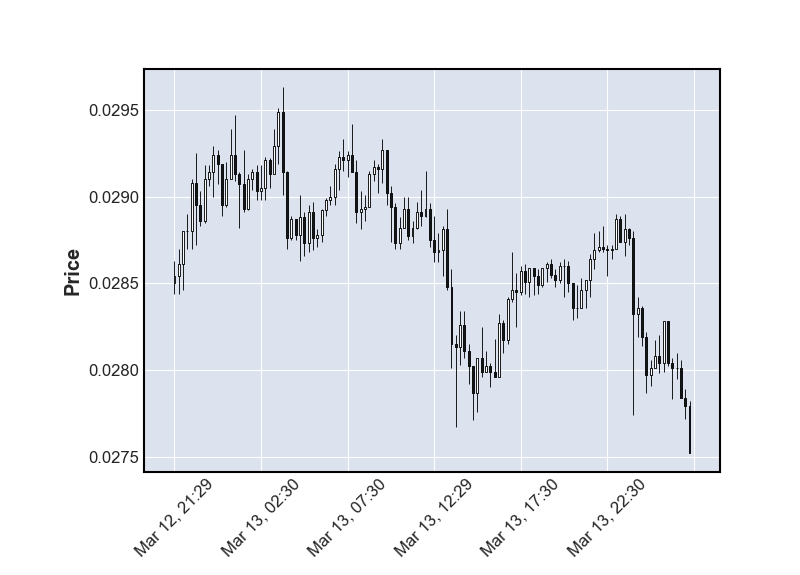 0.0295
0.0290
0.0285
0.0280
0.0275
Price
Mar 12, 21:29
Mar 13, 02:30
Mar 13, 07:30
Mar 13, 12:29
Mar 13, 17:30
Mar 13, 22:30